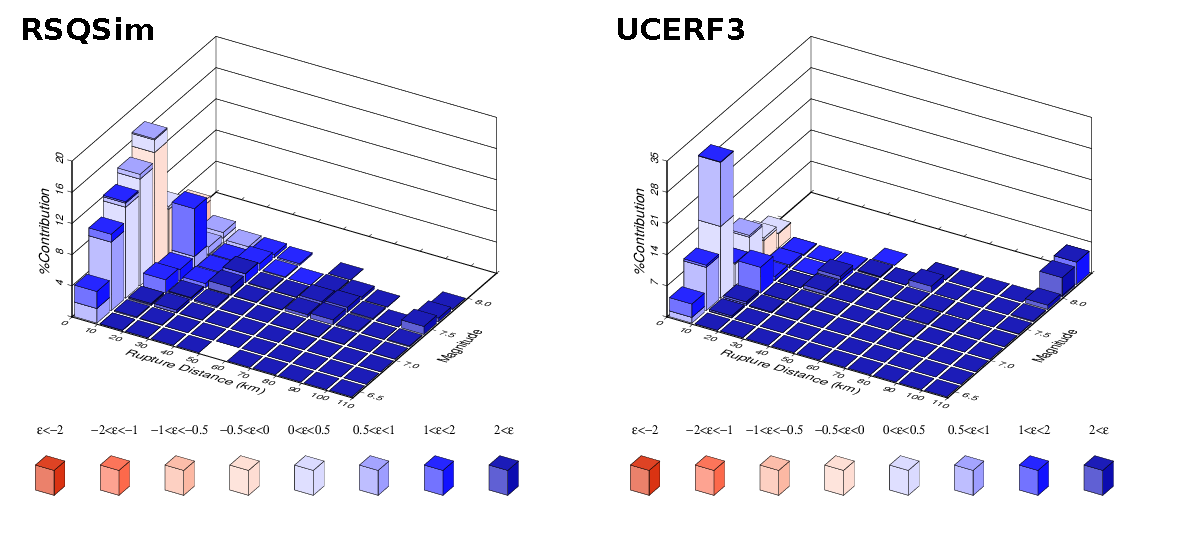 RSQSim
%Contribution
20
16
12
8
4
0
10
20
30
40
50
60
70
80
90
100
110
Rupture Distance (km)
6.5
7.0
7.5
8.0
Magnitude
ε<−2
−2<ε<−1
−1<ε<−0.5
−0.5<ε<0
0<ε<0.5
0.5<ε<1
1<ε<2
2<ε
UCERF3
%Contribution
35
28
21
14
7
0
10
20
30
40
50
60
70
80
90
100
110
Rupture Distance (km)
6.5
7.0
7.5
8.0
Magnitude
ε<−2
−2<ε<−1
−1<ε<−0.5
−0.5<ε<0
0<ε<0.5
0.5<ε<1
1<ε<2
2<ε